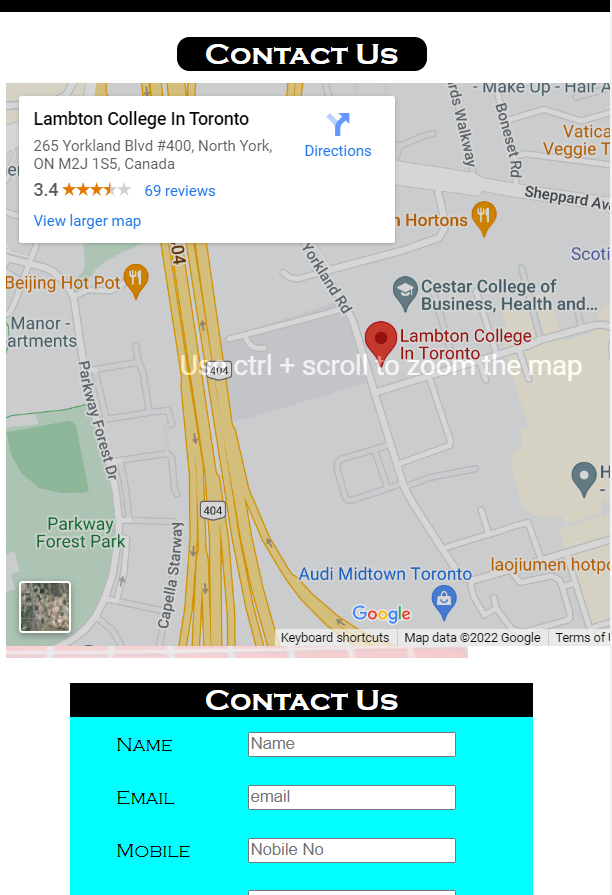 Contact Us
Lambton College In Toronto
265 Yorkland Blvd #400, North York,
ON M2J 1S5, Canada
3.4
69 reviews
Directions
View larger map
- Make Up - Hair A
Boneset Rd
rds Walkway
Vatica
Veggie T
Sheppard Av
n Hortons
Scoti
404
Yorkland Rd
Beijing Hot Pot
Cestar College of
Business, Health and...
Manor -
artments
Lambton College
In Toronto
Use ctrl + scroll to zoom the map
404
Parkway Forest Dr
H
-
404
Parkway
Forest Park
Capella Starway
laojiumen hotpo
Audi Midtown Toronto
Google
Keyboard shortcuts
Map data ©2022 Google
Terms of U
Contact Us
Name
Name
Email
email
Mobile
Nobile No